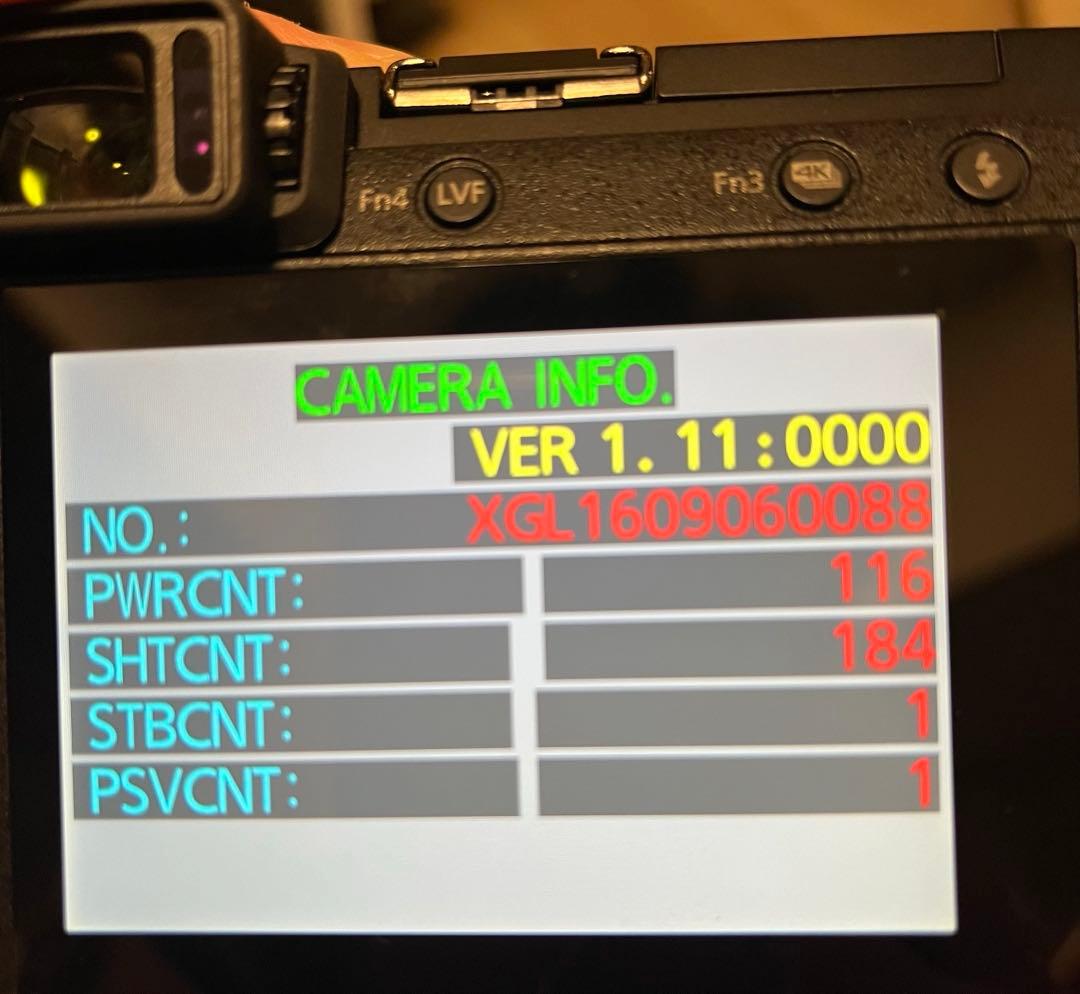 Fn4 LVF Fn3 4K
CAMERA INFO.
VER 1.11:0000
NO.: XGL1609060088
PWRCNT: 116
SHTCNT: 184
STBCNT: 1
PSVCNT: 1